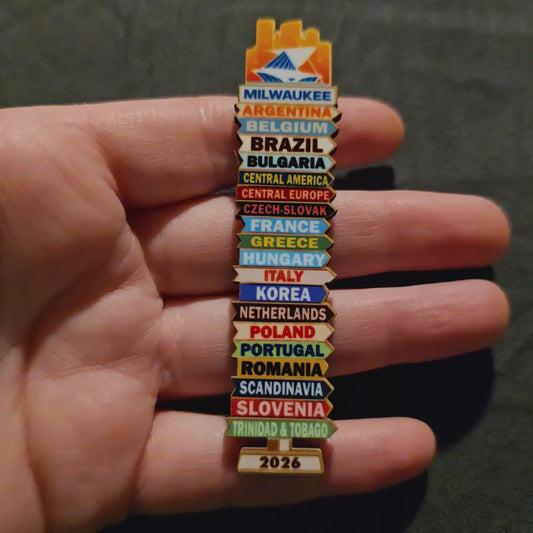 MILWAUKEE
ARGENTINA
BELGIUM
BRAZIL
BULGARIA
CENTRAL AMERICA
CENTRAL EUROPE
CZECH-SLOVAK
FRANCE
GREECE
HUNGARY
ITALY
KOREA
NETHERLANDS
POLAND
PORTUGAL
ROMANIA
SCANDINAVIA
SLOVENIA
TRINIDAD & TOBAGO
2026